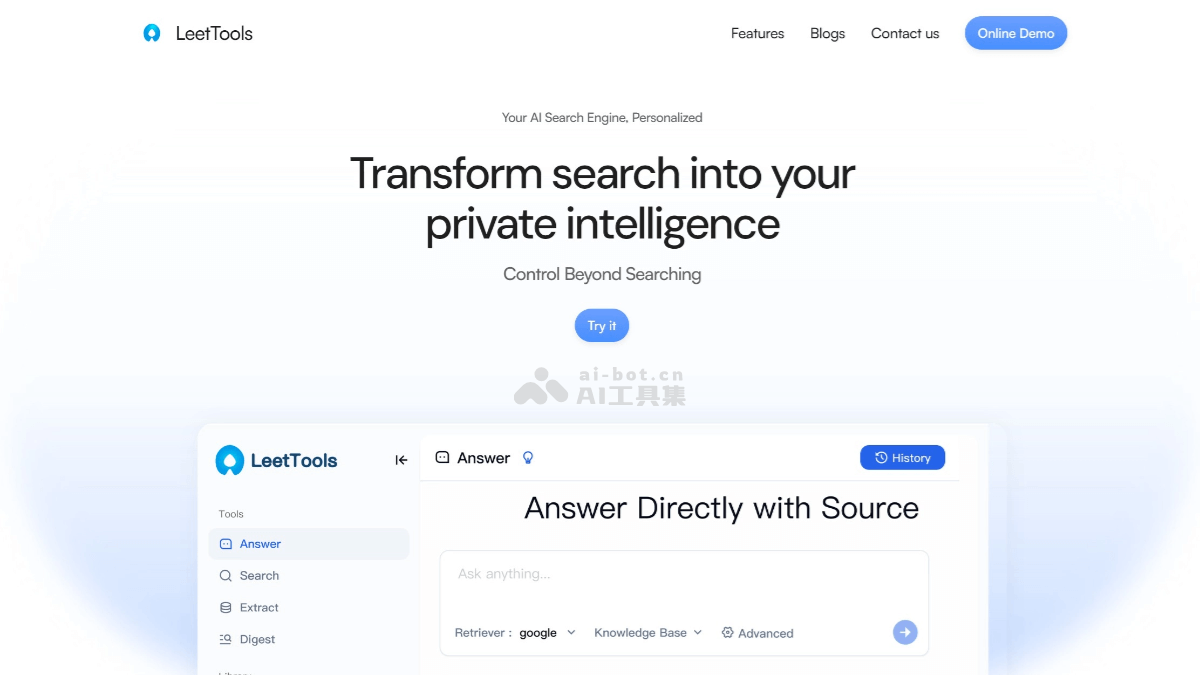 LeetTools
Features
Blogs
Contact us
Online Demo
Your AI Search Engine, Personalized
Transform search into your
private intelligence
Control Beyond Searching
Try it
ai-bot.cn
AI工具集
LeetTools
Answer
History
Tools
Answer Directly with Source
Answer
Ask anything...
Search
Extract
Retriever : google
Knowledge Base
Advanced
Digest